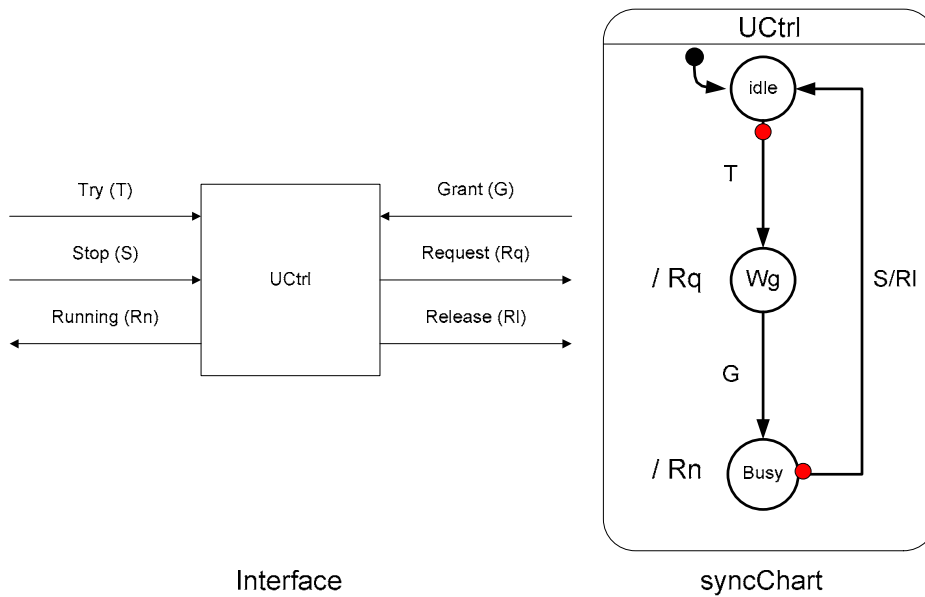 Try (T)
Stop (S)
Running (Rn)
UCtrl
Grant (G)
Request (Rq)
Release (Rl)
Interface
UCtrl
idle
T
/ Rq
Wg
S/Rl
G
/ Rn
Busy
syncChart